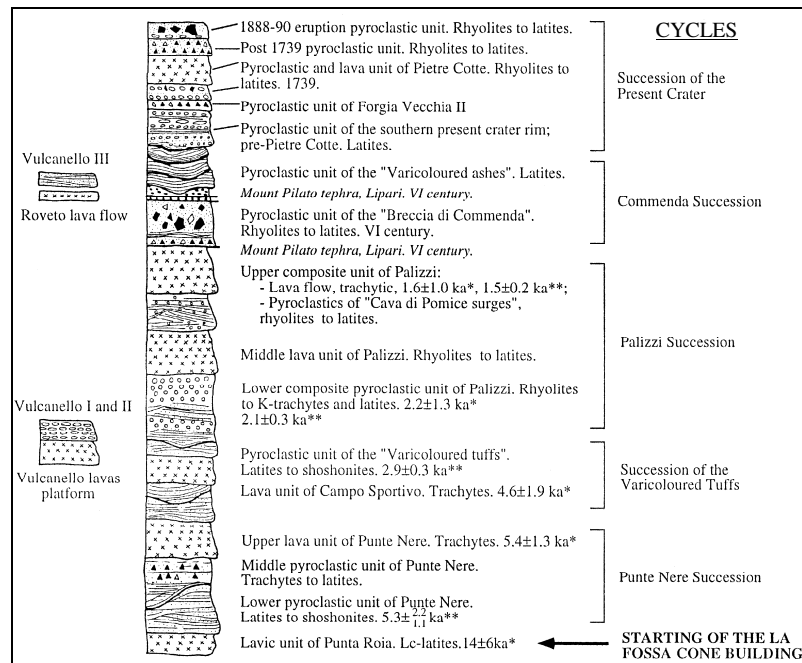 CYCLES
1888-90 eruption pyroclastic unit. Rhyolites to latites.
Post 1739 pyroclastic unit. Rhyolites to latites.
Pyroclastic and lava unit of Pietre Cotte. Rhyolites to
latites. 1739.
Pyroclastic unit of Forgia Vecchia II
Pyroclastic unit of the southern present crater rim;
pre-Pietre Cotte. Latites.
Succession of the
Present Crater
Vulcanello III
Roveto lava flow
Pyroclastic unit of the "Varicoloured ashes". Latites.
Mount Pilato tephra, Lipari. VI century.
Pyroclastic unit of the "Breccia di Commenda".
Rhyolites to latites. VI century.
Mount Pilato tephra, Lipari. VI century.
Commenda Succession
Upper composite unit of Palizzi:
- Lava flow, trachytic, 1.6±1.0 ka*, 1.5±0.2 ka**;
- Pyroclastics of "Cava di Pomice surges",
rhyolites to latites.
Middle lava unit of Palizzi. Rhyolites to latites.
Lower composite pyroclastic unit of Palizzi. Rhyolites
to K-trachytes and latites. 2.2±1.3 ka*
2.1±0.3 ka**
Palizzi Succession
Vulcanello I and II
Vulcanello lavas
platform
Pyroclastic unit of the "Varicoloured tuffs".
Latites to shoshonites. 2.9±0.3 ka**
Lava unit of Campo Sportivo. Trachytes. 4.6±1.9 ka*
Succession of the
Varicoloured Tuffs
Upper lava unit of Punte Nere. Trachytes. 5.4±1.3 ka*
Middle pyroclastic unit of Punte Nere.
Trachytes to latites.
Lower pyroclastic unit of Punte Nere.
Latites to shoshonites. 5.3± 2.2/1.1 ka**
Punte Nere Succession
Lavic unit of Punta Roia. Lc-latites.14±6ka*
STARTING OF THE LA
FOSSA CONE BUILDING